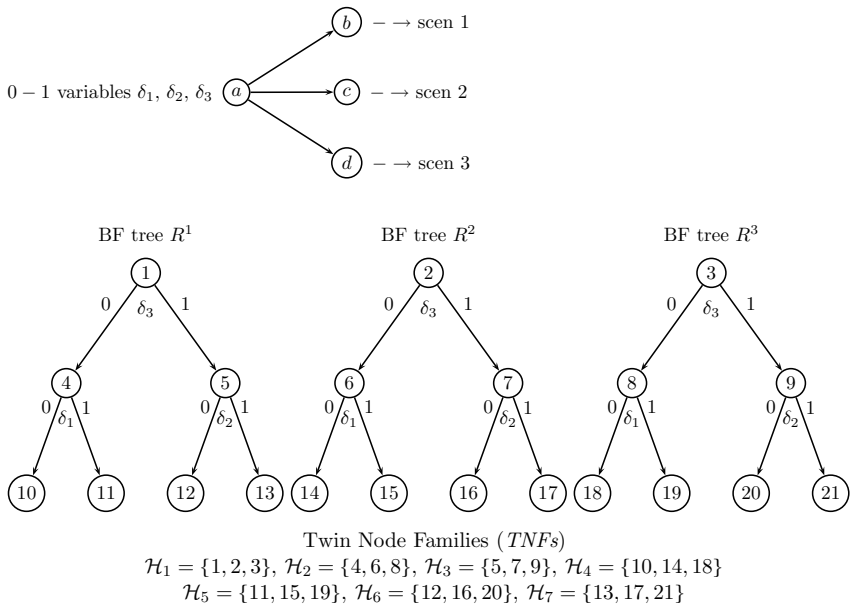 b − → scen 1
0 − 1 variables δ₁, δ₂, δ₃ a c − → scen 2
d − → scen 3
BF tree R¹ BF tree R² BF tree R³
1 2 3
0 δ₃ 1 0 δ₃ 1 0 δ₃ 1
4 5 6 7 8 9
0 δ₁ 1 0 δ₂ 1 0 δ₁ 1 0 δ₂ 1 0 δ₁ 1 0 δ₂ 1
10 11 12 13 14 15 16 17 18 19 20 21
Twin Node Families (TNFs)
ℋ₁ = {1, 2, 3}, ℋ₂ = {4, 6, 8}, ℋ₃ = {5, 7, 9}, ℋ₄ = {10, 14, 18}
ℋ₅ = {11, 15, 19}, ℋ₆ = {12, 16, 20}, ℋ₇ = {13, 17, 21}